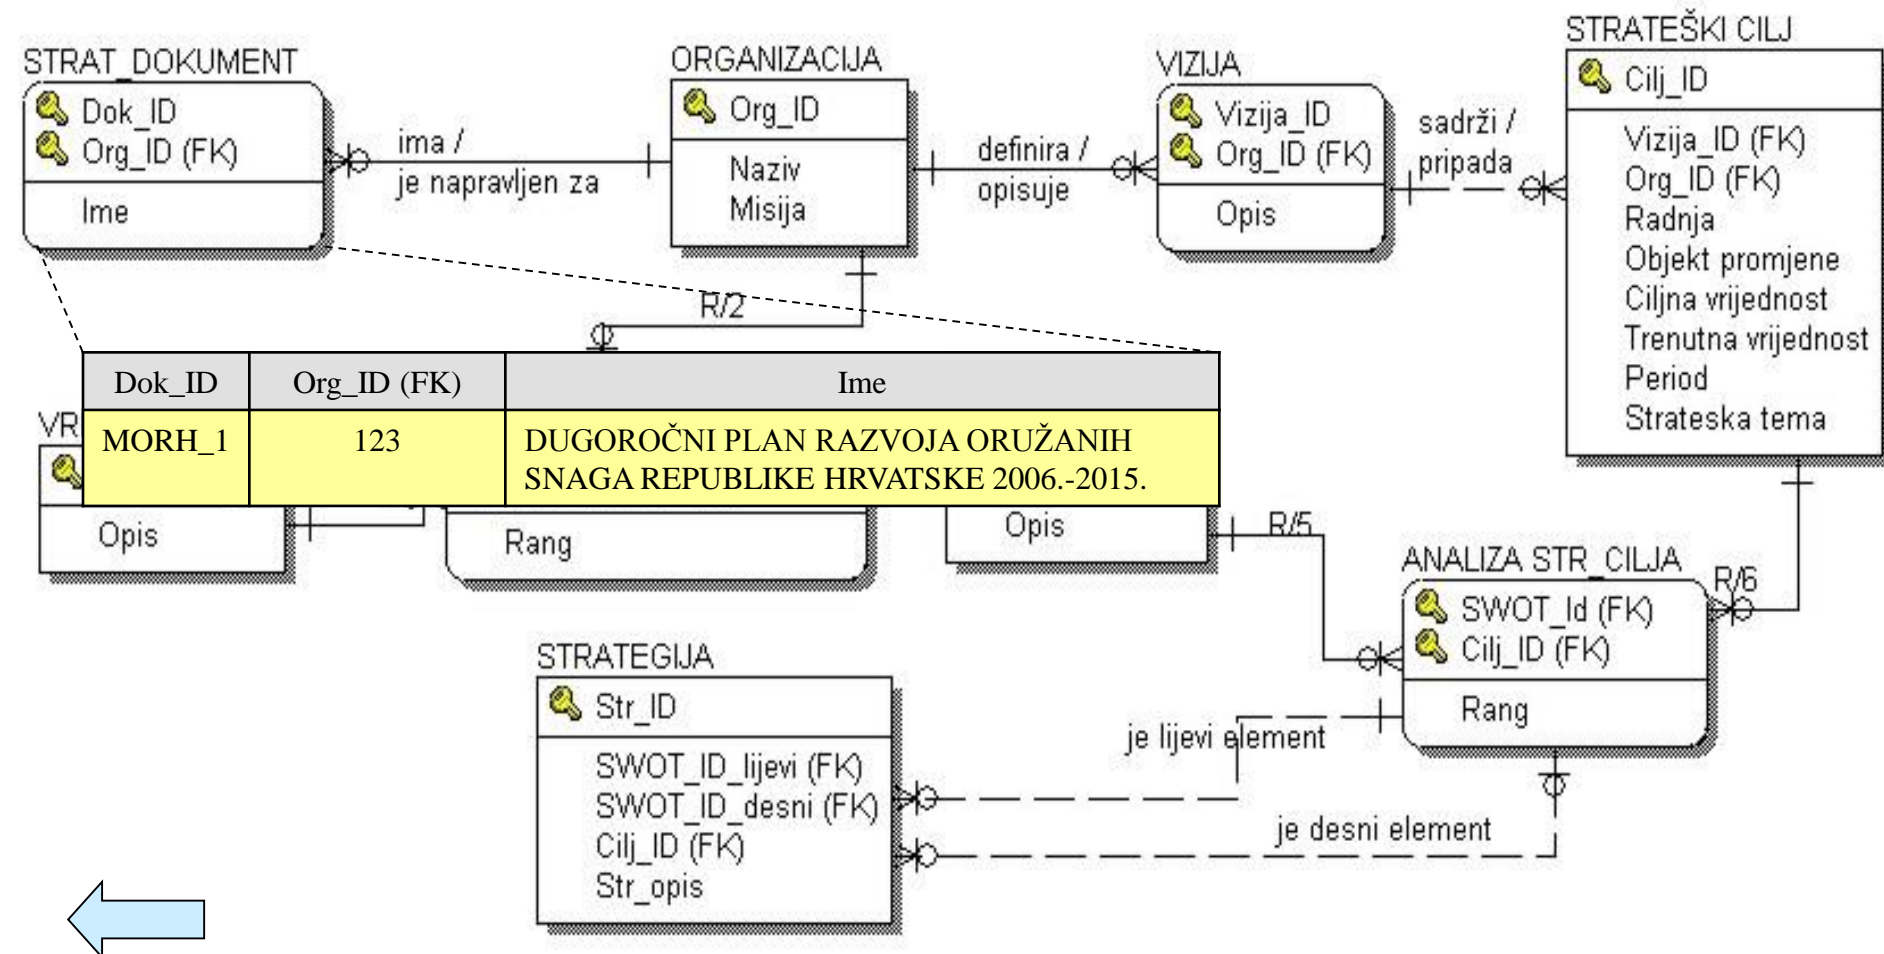 STRAT_DOKUMENT
Dok_ID
Org_ID (FK)
Ime
ima /
je napravljen za
ORGANIZACIJA
Org_ID
Naziv
Misija
definira /
opisuje
VIZIJA
Vizija_ID
Org_ID (FK)
Opis
sadrži /
pripada
STRATEŠKI CILJ
Cilj_ID
Vizija_ID (FK)
Org_ID (FK)
Radnja
Objekt promjene
Ciljna vrijednost
Trenutna vrijednost
Period
Strateska tema
R/2
Dok_ID Org_ID (FK) Ime
MORH_1 123 DUGOROČNI PLAN RAZVOJA ORUŽANIH
SNAGA REPUBLIKE HRVATSKE 2006.-2015.
VR
Opis
Rang
Opis
R/5
R/6
ANALIZA STR_CILJA
SWOT_Id (FK)
Cilj_ID (FK)
Rang
STRATEGIJA
Str_ID
SWOT_ID_lijevi (FK)
SWOT_ID_desni (FK)
Cilj_ID (FK)
Str_opis
je lijevi element
je desni element